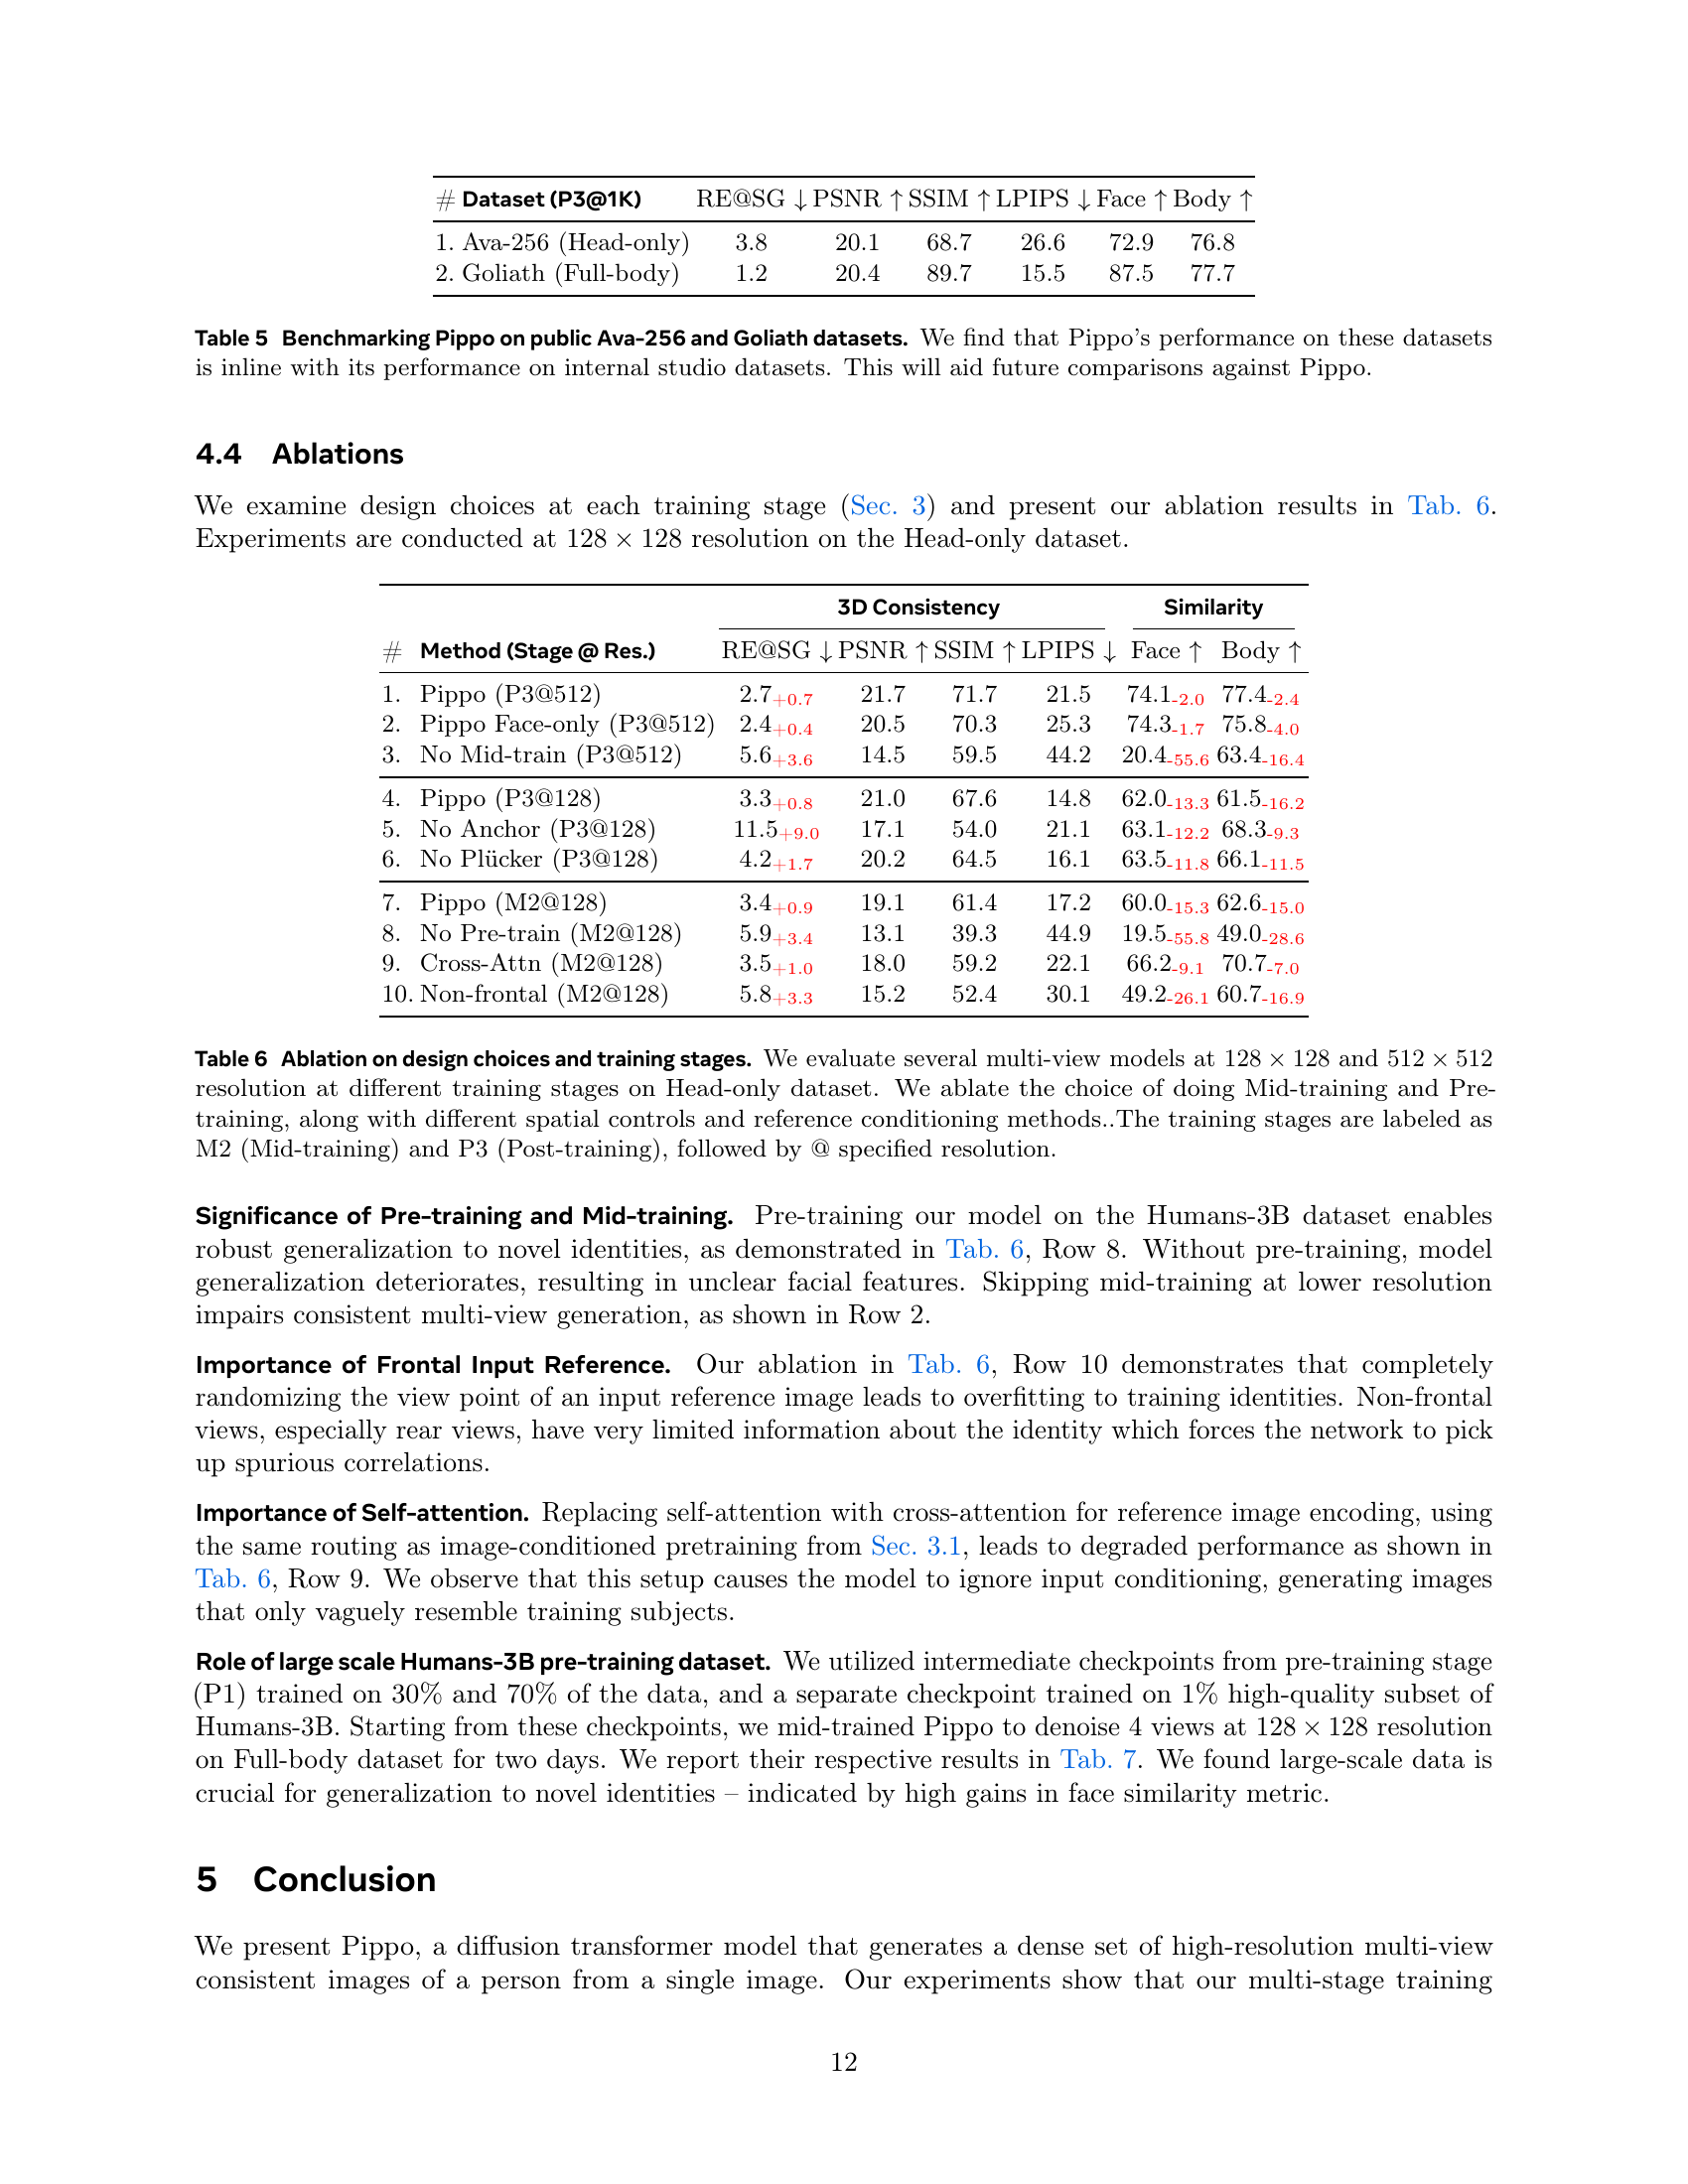 # Dataset (P3@1K) RE@SG ↓ PSNR ↑ SSIM ↑ LPIPS ↓ Face ↑ Body ↑
1. Ava-256 (Head-only) 3.8 20.1 68.7 26.6 72.9 76.8
2. Goliath (Full-body) 1.2 20.4 89.7 15.5 87.5 77.7
Table 5 Benchmarking Pippo on public Ava-256 and Goliath datasets. We find that Pippo's performance on these datasets
is inline with its performance on internal studio datasets. This will aid future comparisons against Pippo.
4.4 Ablations
We examine design choices at each training stage (Sec. 3) and present our ablation results in Tab. 6.
Experiments are conducted at 128 × 128 resolution on the Head-only dataset.
3D Consistency Similarity
# Method (Stage @ Res.) RE@SG ↓ PSNR ↑ SSIM ↑ LPIPS ↓ Face ↑ Body ↑
1. Pippo (P3@512) 2.7+0.7 21.7 71.7 21.5 74.1-2.0 77.4-2.4
2. Pippo Face-only (P3@512) 2.4+0.4 20.5 70.3 25.3 74.3-1.7 75.8-4.0
3. No Mid-train (P3@512) 5.6+3.6 14.5 59.5 44.2 20.4-55.6 63.4-16.4
4. Pippo (P3@128) 3.3+0.8 21.0 67.6 14.8 62.0-13.3 61.5-16.2
5. No Anchor (P3@128) 11.5+9.0 17.1 54.0 21.1 63.1-12.2 68.3-9.3
6. No Plücker (P3@128) 4.2+1.7 20.2 64.5 16.1 63.5-11.8 66.1-11.5
7. Pippo (M2@128) 3.4+0.9 19.1 61.4 17.2 60.0-15.3 62.6-15.0
8. No Pre-train (M2@128) 5.9+3.4 13.1 39.3 44.9 19.5-55.8 49.0-28.6
9. Cross-Attn (M2@128) 3.5+1.0 18.0 59.2 22.1 66.2-9.1 70.7-7.0
10. Non-frontal (M2@128) 5.8+3.3 15.2 52.4 30.1 49.2-26.1 60.7-16.9
Table 6 Ablation on design choices and training stages. We evaluate several multi-view models at 128 × 128 and 512 × 512
resolution at different training stages on Head-only dataset. We ablate the choice of doing Mid-training and Pre-
training, along with different spatial controls and reference conditioning methods..The training stages are labeled as
M2 (Mid-training) and P3 (Post-training), followed by @ specified resolution.
Significance of Pre-training and Mid-training. Pre-training our model on the Humans-3B dataset enables
robust generalization to novel identities, as demonstrated in Tab. 6, Row 8. Without pre-training, model
generalization deteriorates, resulting in unclear facial features. Skipping mid-training at lower resolution
impairs consistent multi-view generation, as shown in Row 2.
Importance of Frontal Input Reference. Our ablation in Tab. 6, Row 10 demonstrates that completely
randomizing the view point of an input reference image leads to overfitting to training identities. Non-frontal
views, especially rear views, have very limited information about the identity which forces the network to pick
up spurious correlations.
Importance of Self-attention. Replacing self-attention with cross-attention for reference image encoding, using
the same routing as image-conditioned pretraining from Sec. 3.1, leads to degraded performance as shown in
Tab. 6, Row 9. We observe that this setup causes the model to ignore input conditioning, generating images
that only vaguely resemble training subjects.
Role of large scale Humans-3B pre-training dataset. We utilized intermediate checkpoints from pre-training stage
(P1) trained on 30% and 70% of the data, and a separate checkpoint trained on 1% high-quality subset of
Humans-3B. Starting from these checkpoints, we mid-trained Pippo to denoise 4 views at 128 × 128 resolution
on Full-body dataset for two days. We report their respective results in Tab. 7. We found large-scale data is
crucial for generalization to novel identities – indicated by high gains in face similarity metric.
5 Conclusion
We present Pippo, a diffusion transformer model that generates a dense set of high-resolution multi-view
consistent images of a person from a single image. Our experiments show that our multi-stage training
12